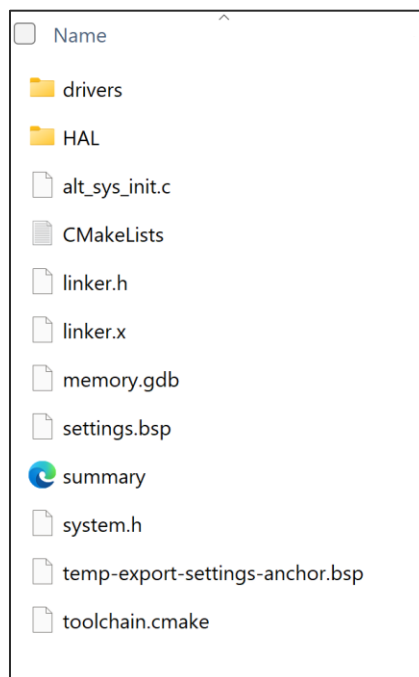 Name
drivers
HAL
alt_sys_init.c
CMakeLists
linker.h
linker.x
memory.gdb
settings.bsp
summary
system.h
temp-export-settings-anchor.bsp
toolchain.cmake